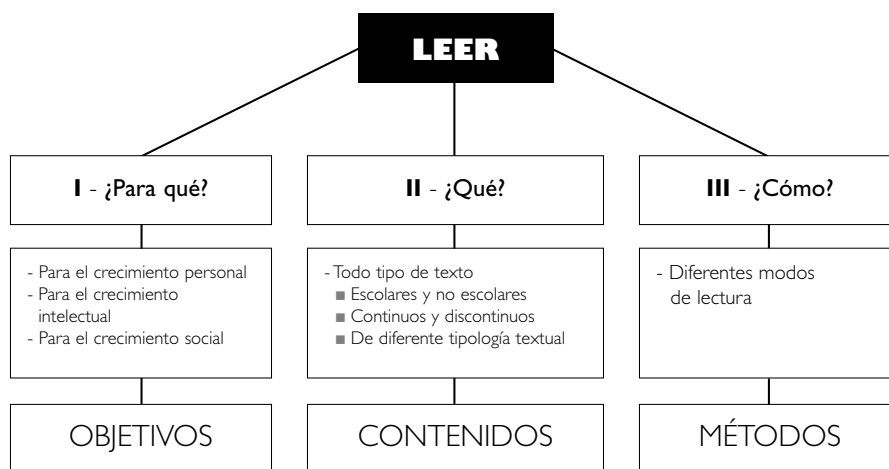 LEER
I - ¿Para qué?
- Para el crecimiento personal
- Para el crecimiento
intelectual
- Para el crecimiento social
OBJETIVOS
II - ¿Qué?
- Todo tipo de texto
■ Escolares y no escolares
■ Continuos y discontinuos
■ De diferente tipología textual
CONTENIDOS
III - ¿Cómo?
- Diferentes modos
de lectura
MÉTODOS